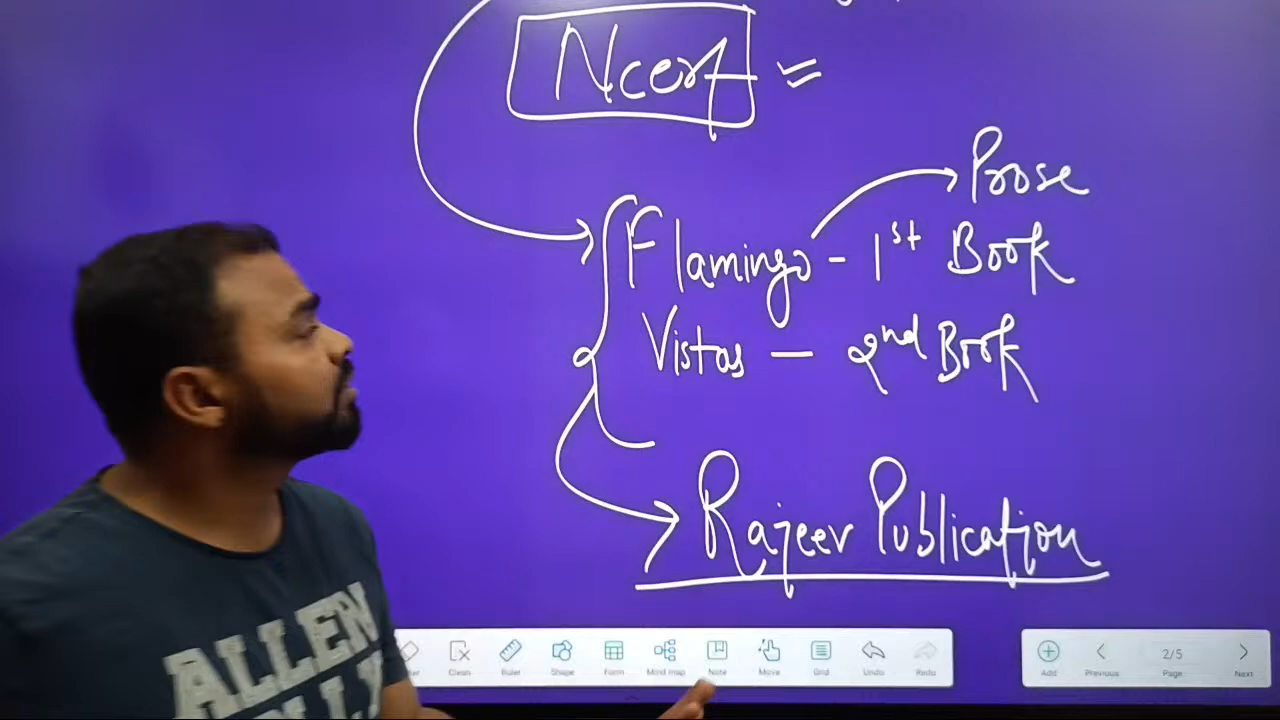 Ncert =
Prose
Flamingo - 1st Book
Vistas - 2nd Book
Rajeev Publication
ALLEN
Clean Ruler Shape Form Mind map Note Move Grid Undo Redo
Add Previous 2/5 Page Next